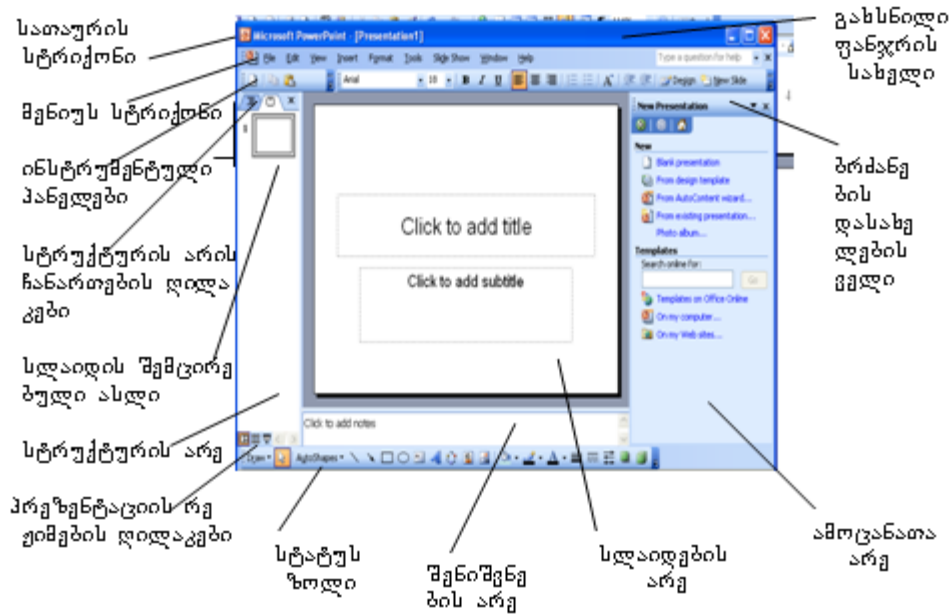 სათაურის
სტრიქონი
მენიუს სტრიქონი
ინსტრუმენტული
პანელები
სტრუქტურის არის
ჩანართების ღილა
კები
სლაიდის შემცირე
ბული ასლი
სტრუქტურის არე
პრეზენტაციის რე
ჟიმების ღილაკები
Microsoft PowerPoint - [Presentation1]
File Edit View Insert Format Tools Slide Show Window Help
Type a question for help
Arial 18 B I U Design New Slide
1
Click to add title
Click to add subtitle
Click to add notes
Draw AutoShapes
New Presentation
New
Blank presentation
From design template
From AutoContent wizard...
From existing presentation...
Photo album...
Templates
Search online for:
Go
Templates on Office Online
On my computer...
On my Web sites...
გახსნილი
ფანჯრის
სახელი
ბრძანე
ბის
დასახე
ლების
ველი
სტატუს
ზოლი
შენიშვნე
ბის არე
სლაიდების
არე
ამოცანათა
არე